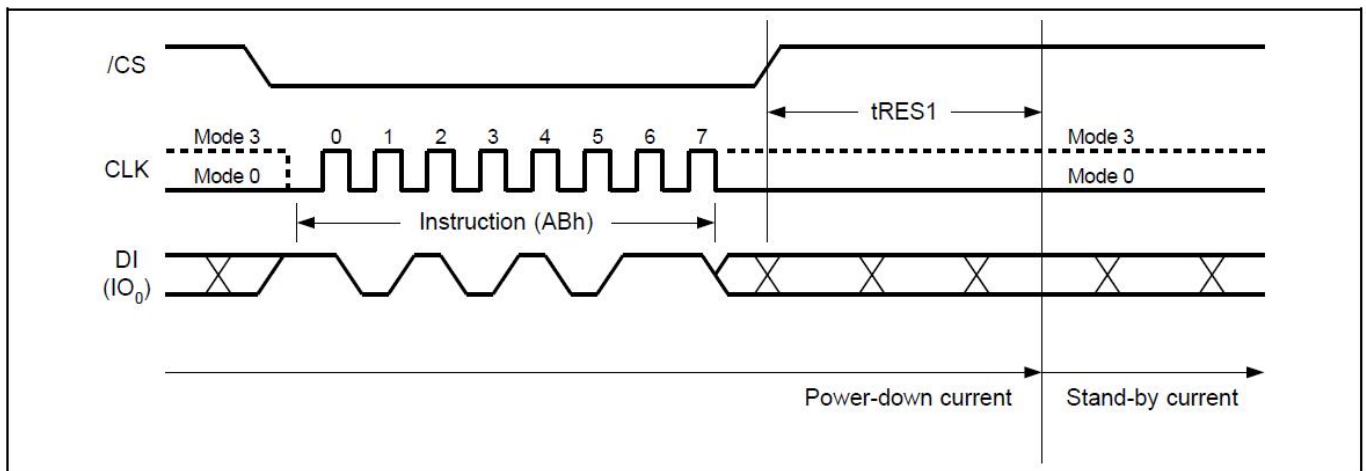 /CS
tRES1
Mode 3 0 1 2 3 4 5 6 7 Mode 3
CLK
Mode 0 Mode 0
Instruction (ABh)
DI
(IO₀)
Power-down current Stand-by current